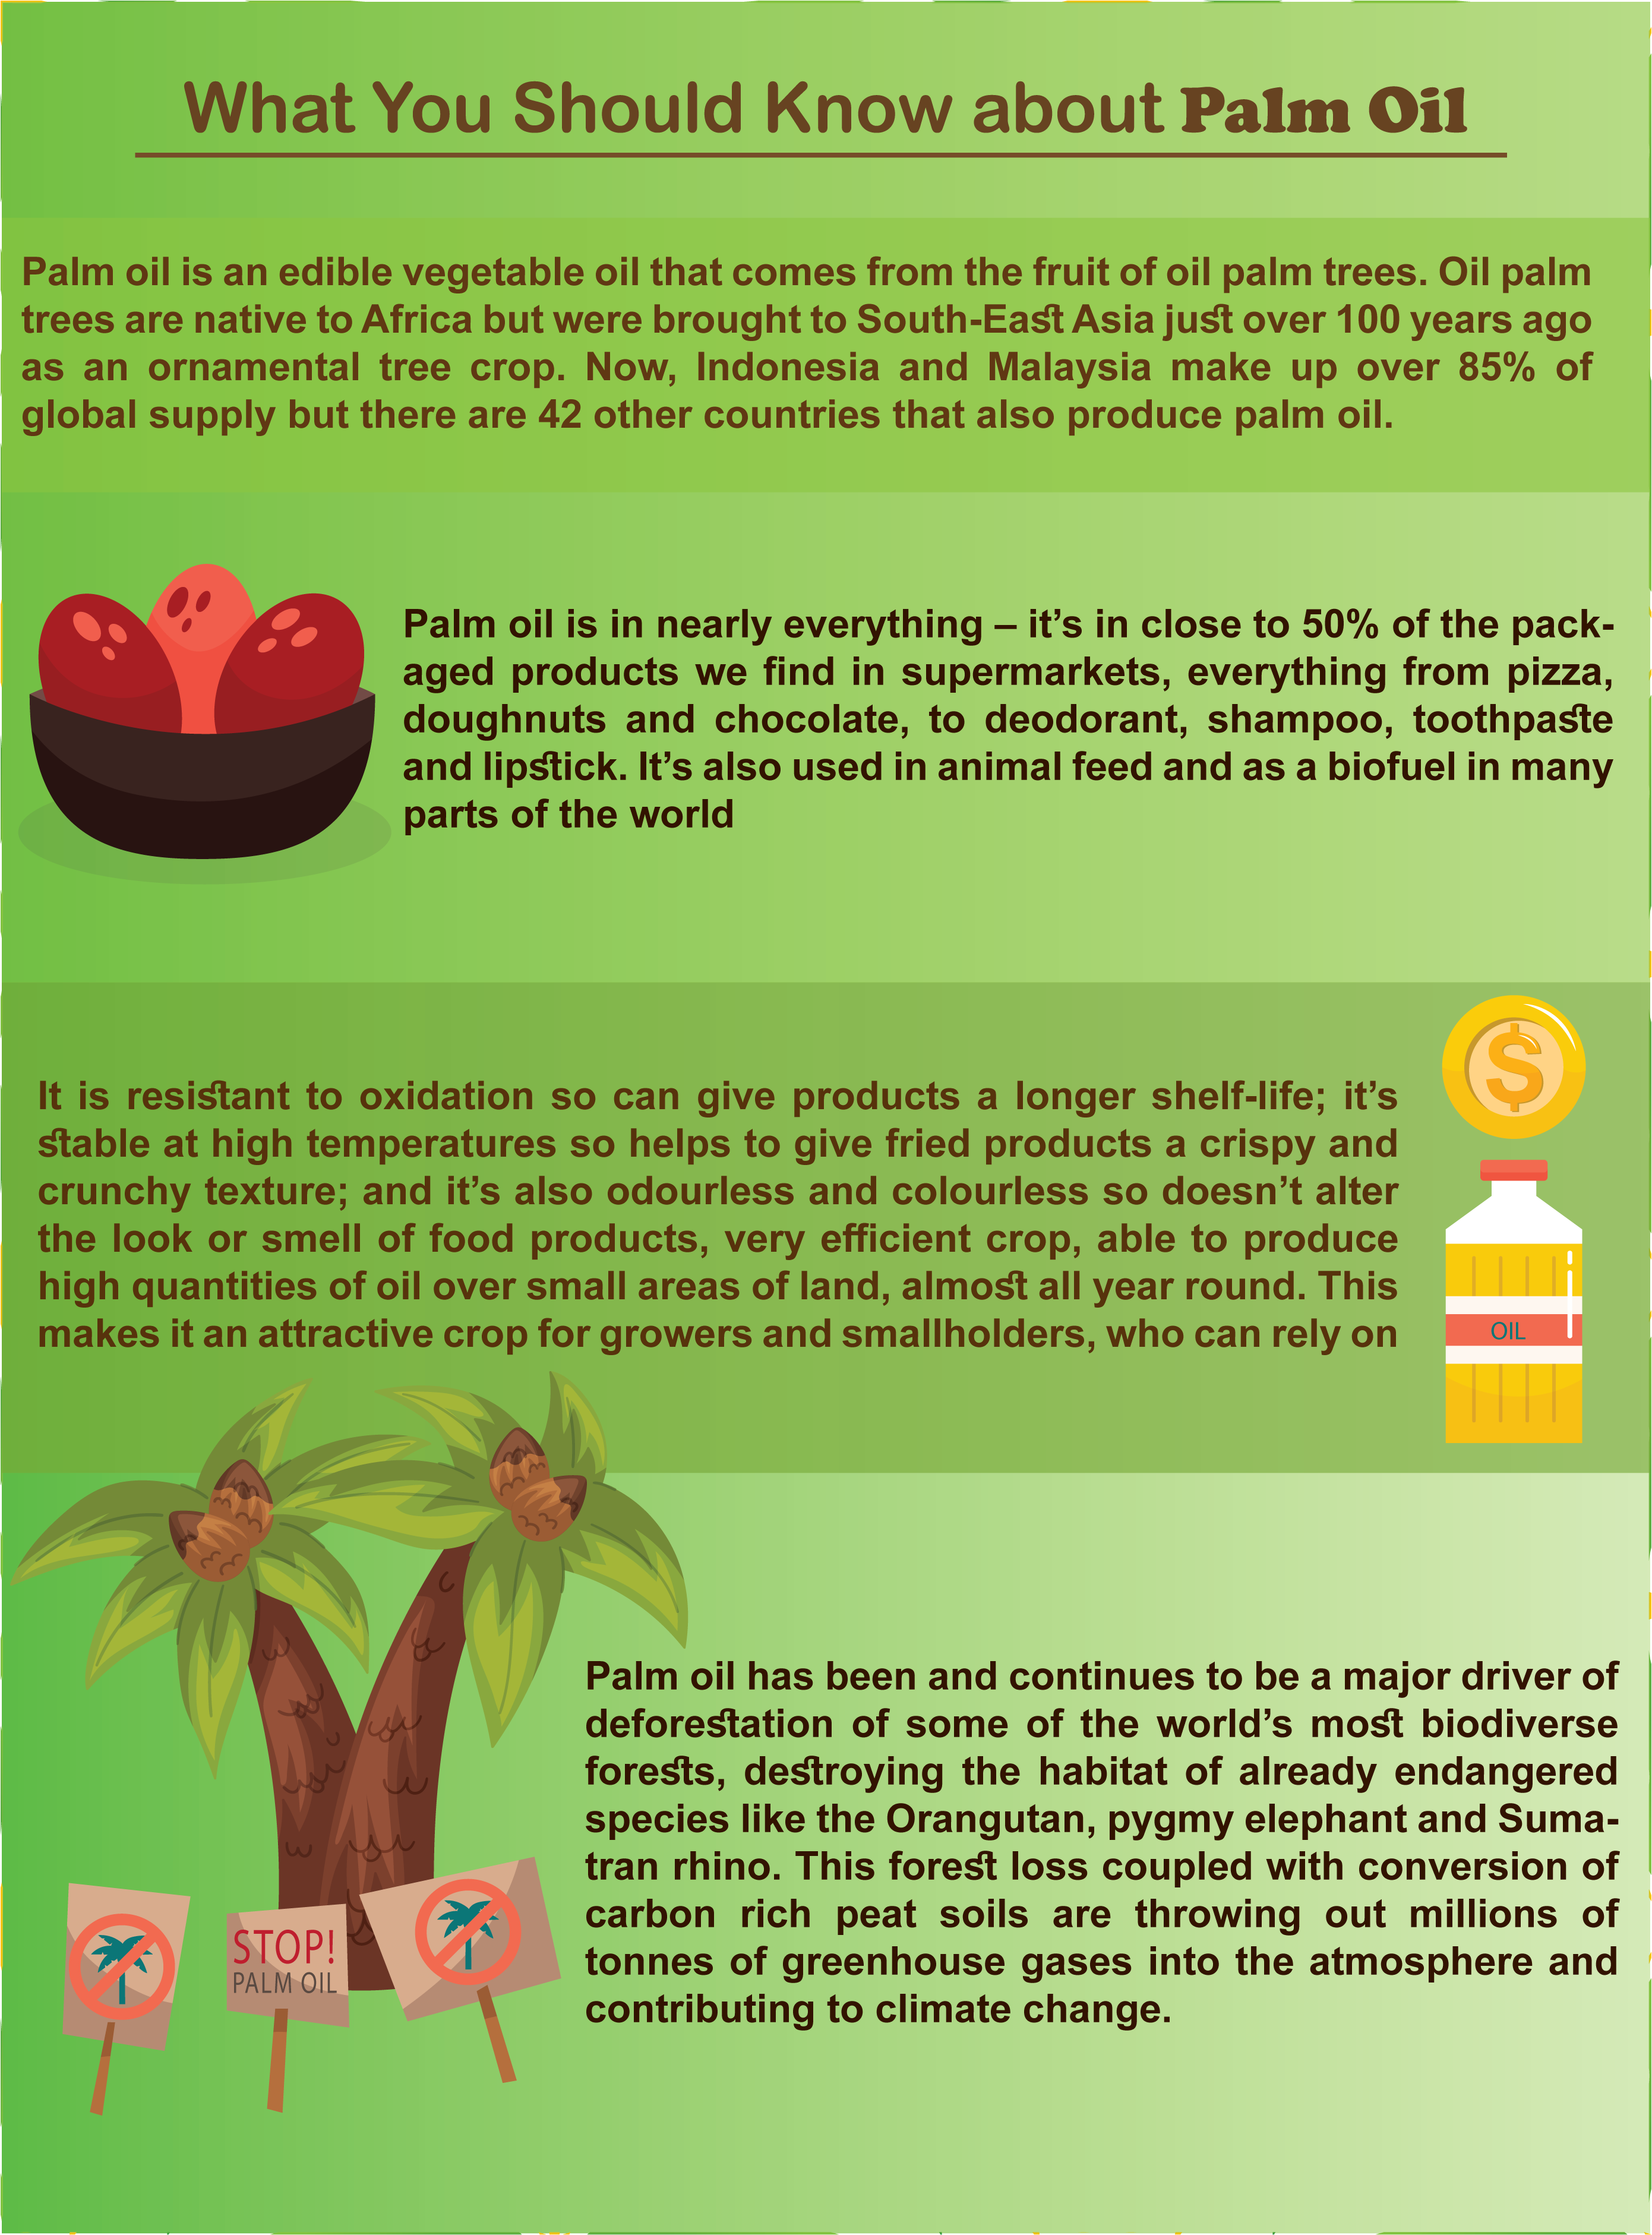 What You Should Know about Palm Oil
Palm oil is an edible vegetable oil that comes from the fruit of oil palm trees. Oil palm
trees are native to Africa but were brought to South-East Asia just over 100 years ago
as an ornamental tree crop. Now, Indonesia and Malaysia make up over 85% of
global supply but there are 42 other countries that also produce palm oil.
Palm oil is in nearly everything – it’s in close to 50% of the pack-
aged products we find in supermarkets, everything from pizza,
doughnuts and chocolate, to deodorant, shampoo, toothpaste
and lipstick. It’s also used in animal feed and as a biofuel in many
parts of the world
It is resistant to oxidation so can give products a longer shelf-life; it’s
stable at high temperatures so helps to give fried products a crispy and
crunchy texture; and it’s also odourless and colourless so doesn’t alter
the look or smell of food products, very efficient crop, able to produce
high quantities of oil over small areas of land, almost all year round. This
makes it an attractive crop for growers and smallholders, who can rely on
$
OIL
Palm oil has been and continues to be a major driver of
deforestation of some of the world’s most biodiverse
forests, destroying the habitat of already endangered
species like the Orangutan, pygmy elephant and Suma-
tran rhino. This forest loss coupled with conversion of
carbon rich peat soils are throwing out millions of
tonnes of greenhouse gases into the atmosphere and
contributing to climate change.
STOP!
PALM OIL